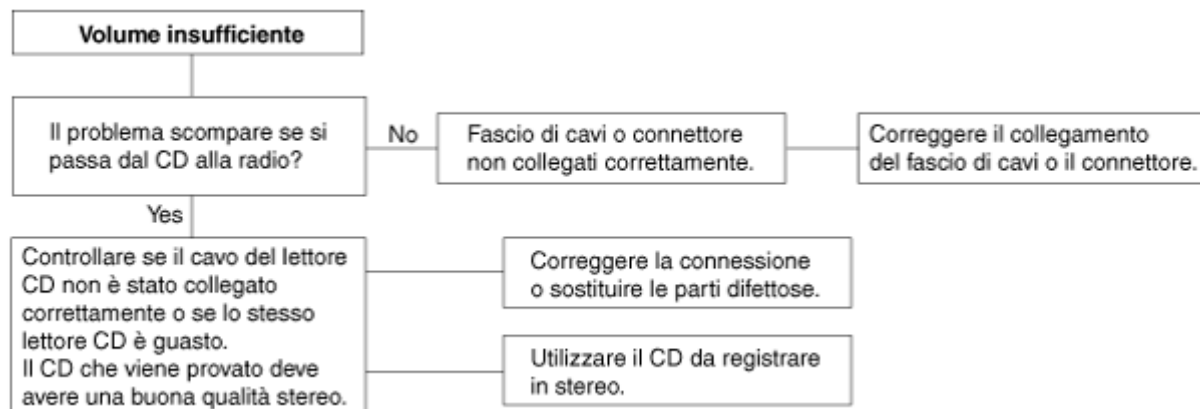 Volume insufficiente
Il problema scompare se si
passa dal CD alla radio?
No
Fascio di cavi o connettore
non collegati correttamente.
Correggere il collegamento
del fascio di cavi o il connettore.
Yes
Controllare se il cavo del lettore
CD non è stato collegato
correttamente o se lo stesso
lettore CD è guasto.
Il CD che viene provato deve
avere una buona qualità stereo.
Correggere la connessione
o sostituire le parti difettose.
Utilizzare il CD da registrare
in stereo.